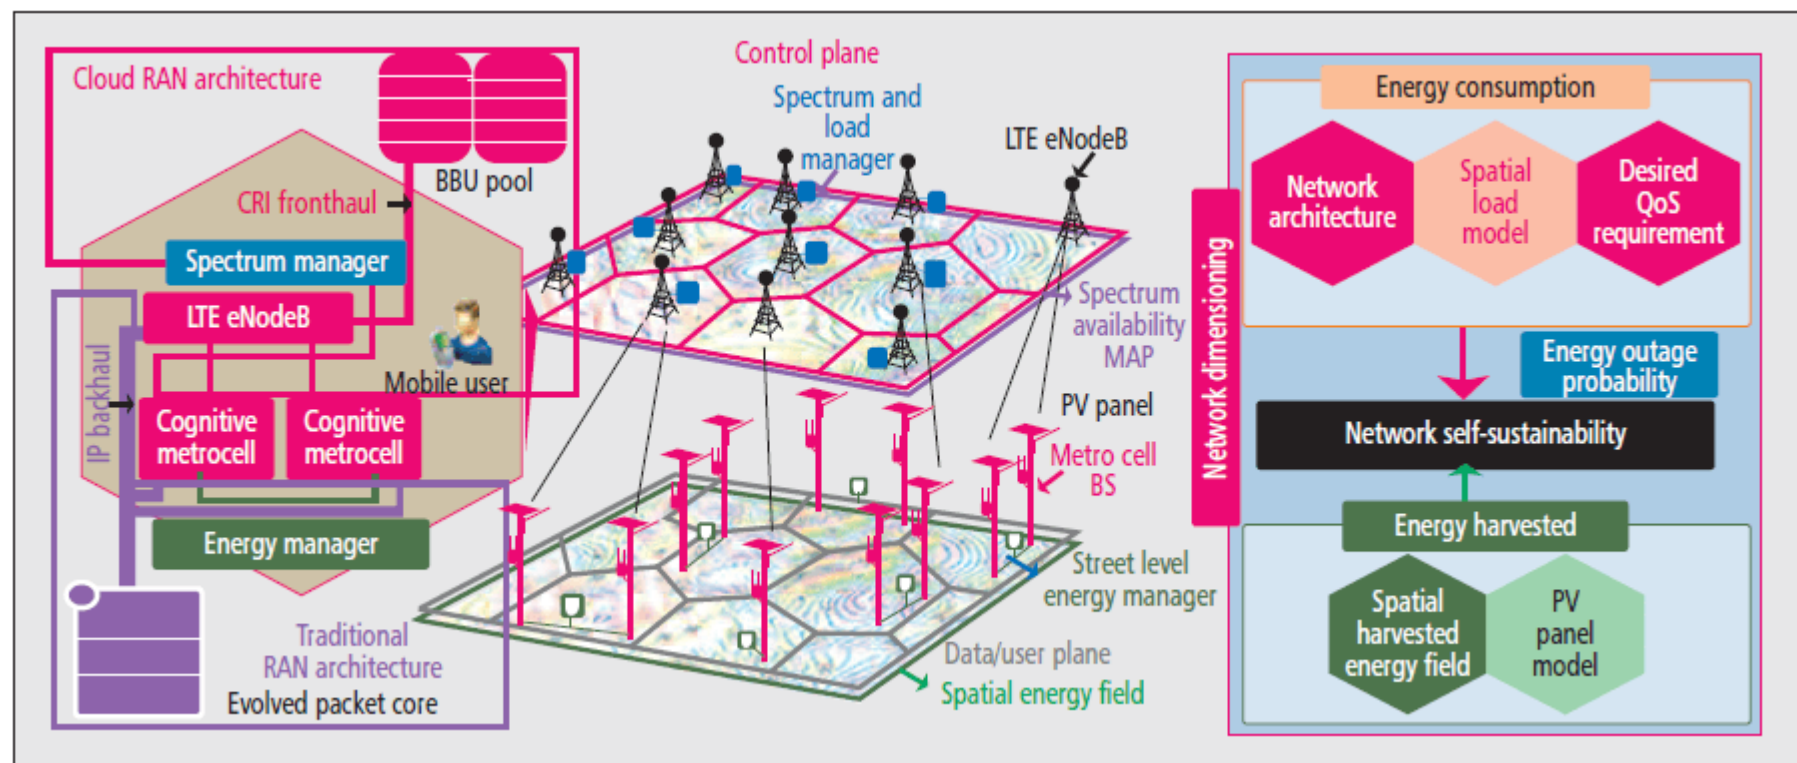 Cloud RAN architecture
BBU pool
CRI fronthaul
Spectrum manager
LTE eNodeB
Mobile user
IP backhaul
Cognitive
metrocell
Cognitive
metrocell
Energy manager
Traditional
RAN architecture
Evolved packet core
Control plane
Spectrum and
load
manager
LTE eNodeB
Spectrum
availability
MAP
PV panel
Metro cell
BS
Street level
energy manager
Data/user plane
Spatial energy field
Network dimensioning
Energy consumption
Network
architecture
Spatial
load
model
Desired
QoS
requirement
Energy outage
probability
Network self-sustainability
Energy harvested
Spatial
harvested
energy field
PV
panel
model